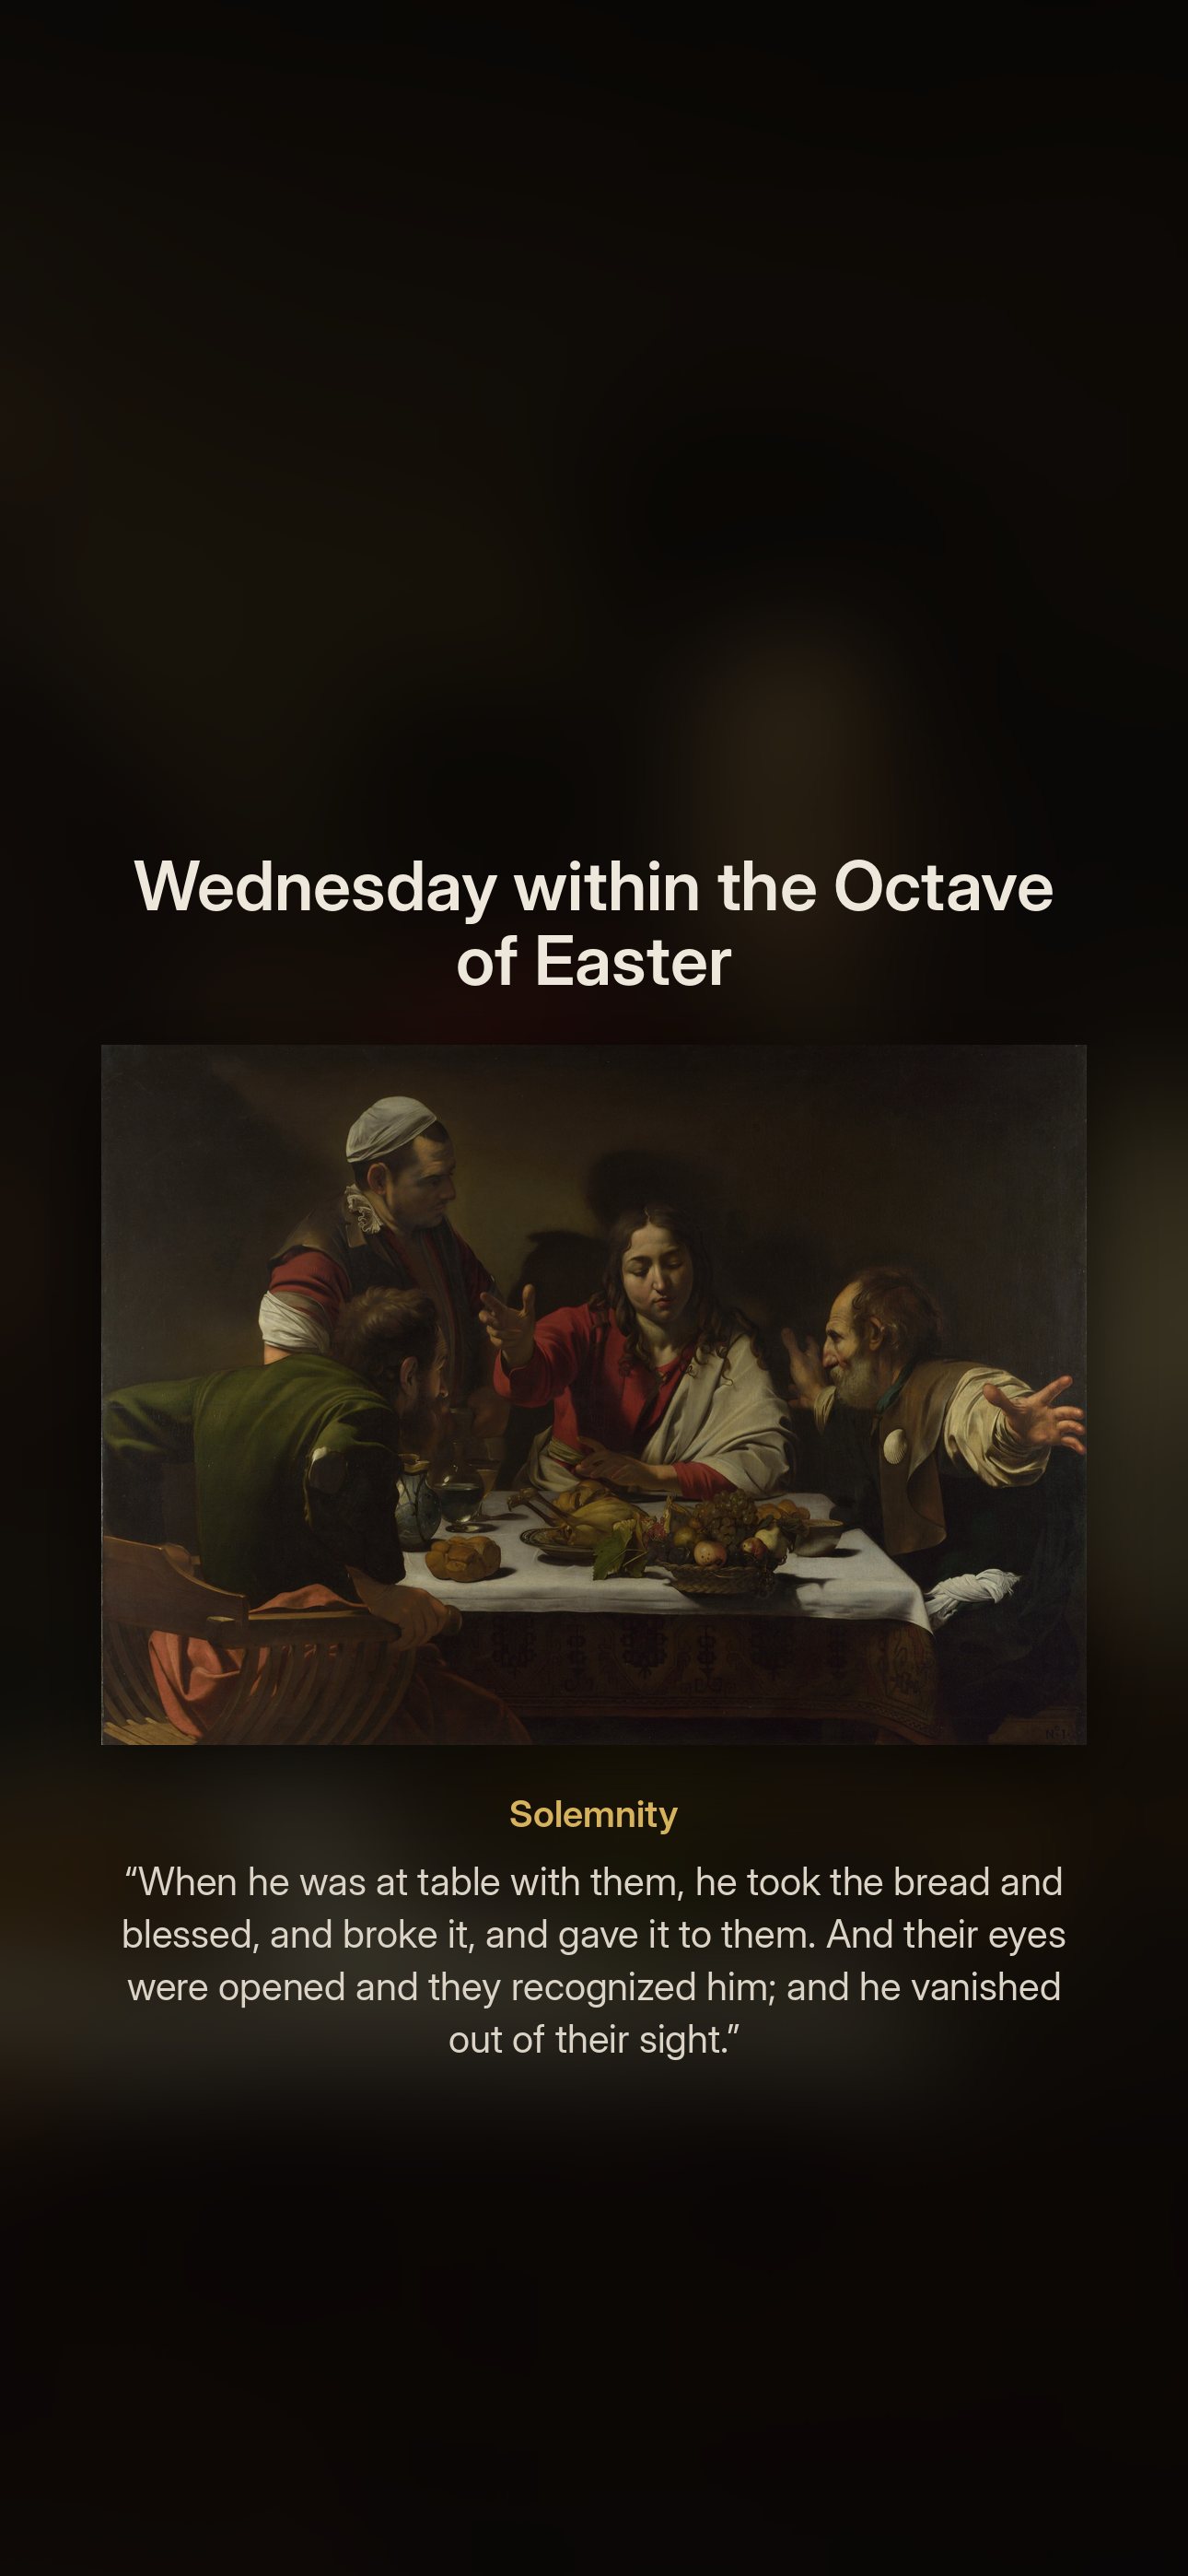 Wednesday within the Octave
of Easter
Solemnity
“When he was at table with them, he took the bread and
blessed, and broke it, and gave it to them. And their eyes
were opened and they recognized him; and he vanished
out of their sight.”